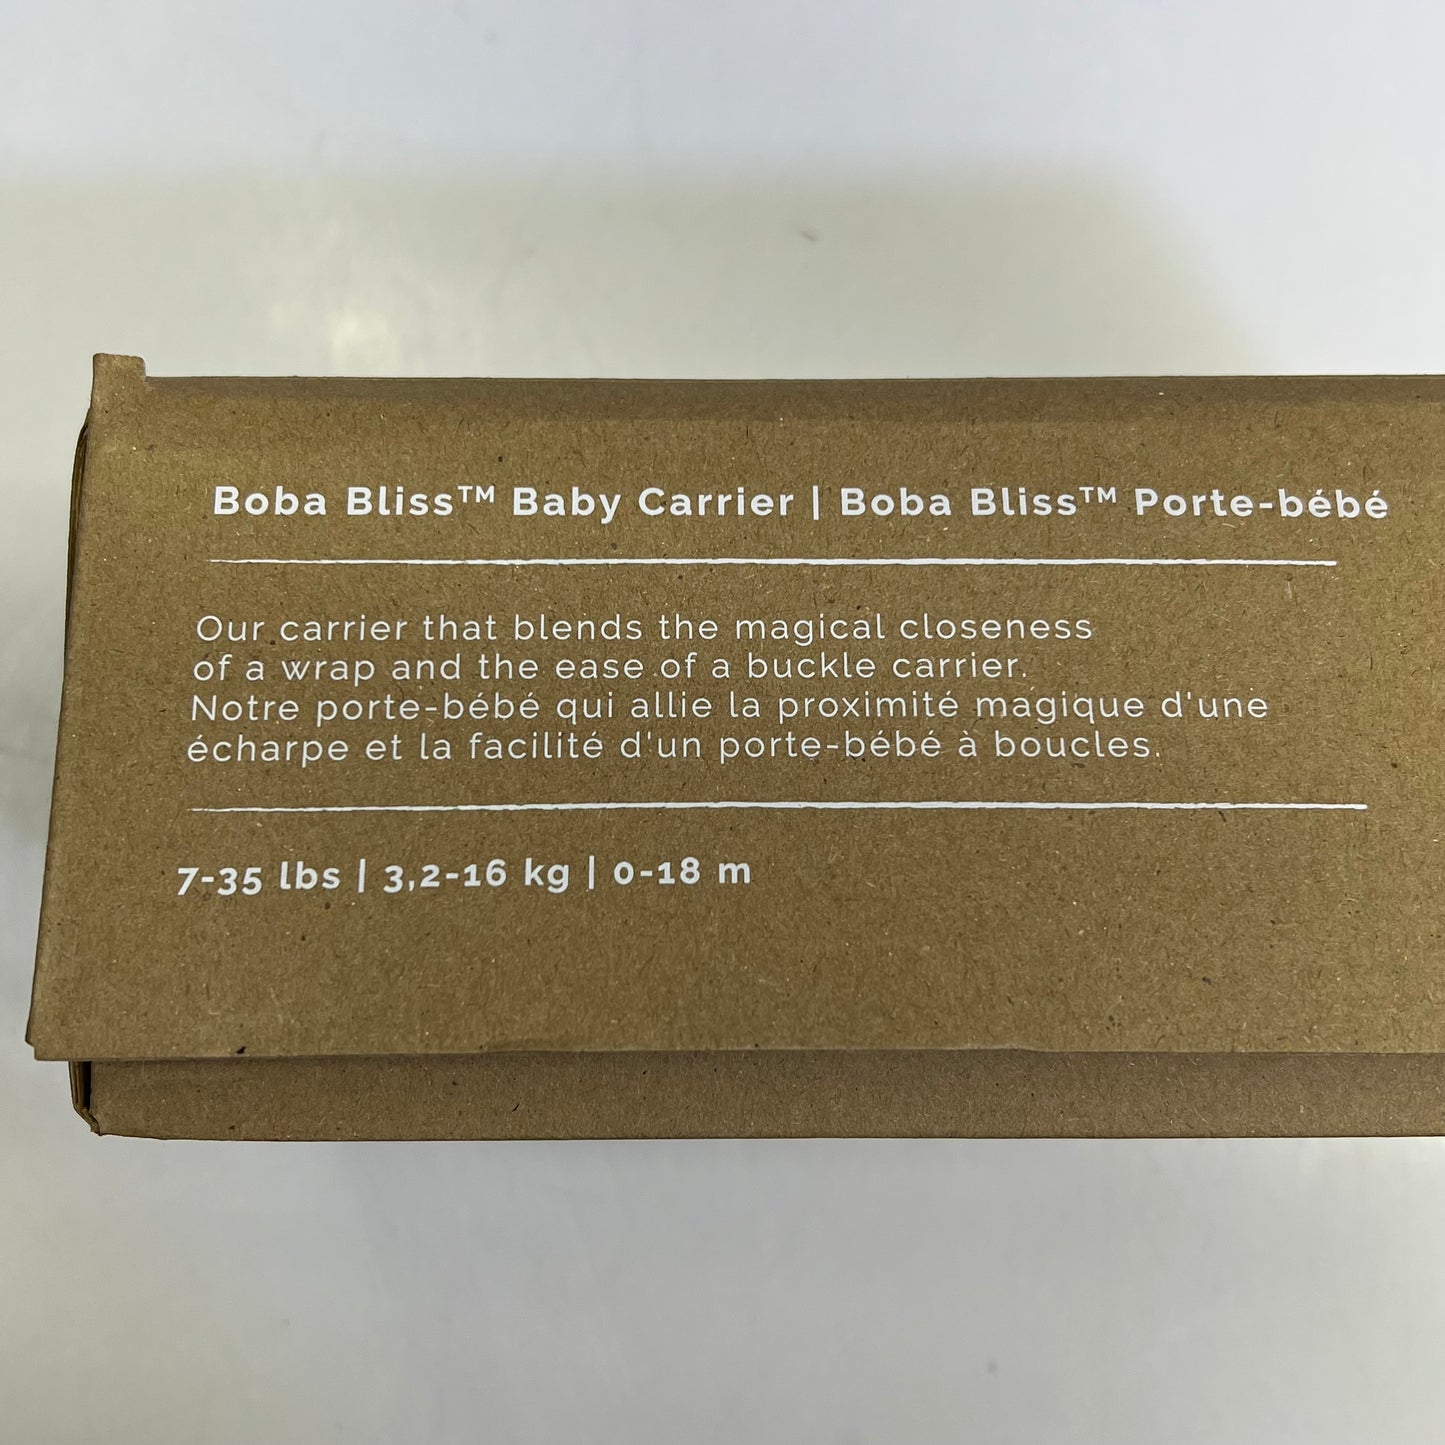 Boba Bliss™ Baby Carrier | Boba Bliss™ Porte-bébé
Our carrier that blends the magical closeness
of a wrap and the ease of a buckle carrier.
Notre porte-bébé qui allie la proximité magique d'une
écharpe et la facilité d'un porte-bébé à boucles.
7-35 lbs | 3,2-16 kg | 0-18 m